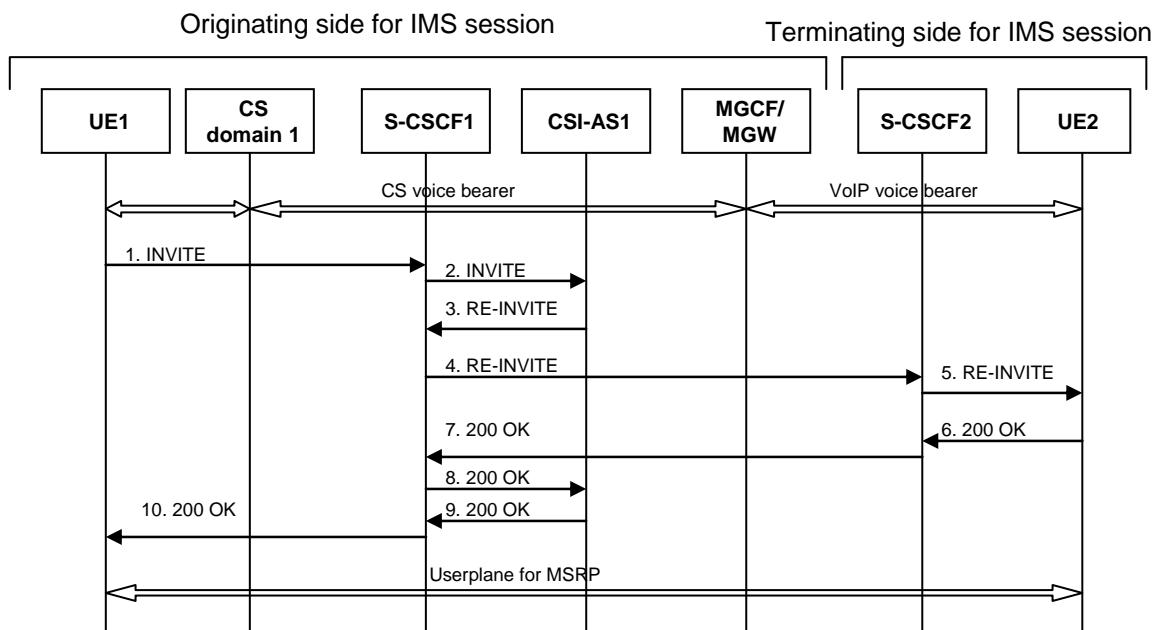 Originating side for IMS session
Terminating side for IMS session
UE1
CS
domain 1
S-CSCF1
CSI-AS1
MGCF/
MGW
S-CSCF2
UE2
CS voice bearer
VoIP voice bearer
1. INVITE
2. INVITE
3. RE-INVITE
4. RE-INVITE
5. RE-INVITE
6. 200 OK
7. 200 OK
8. 200 OK
9. 200 OK
10. 200 OK
Userplane for MSRP